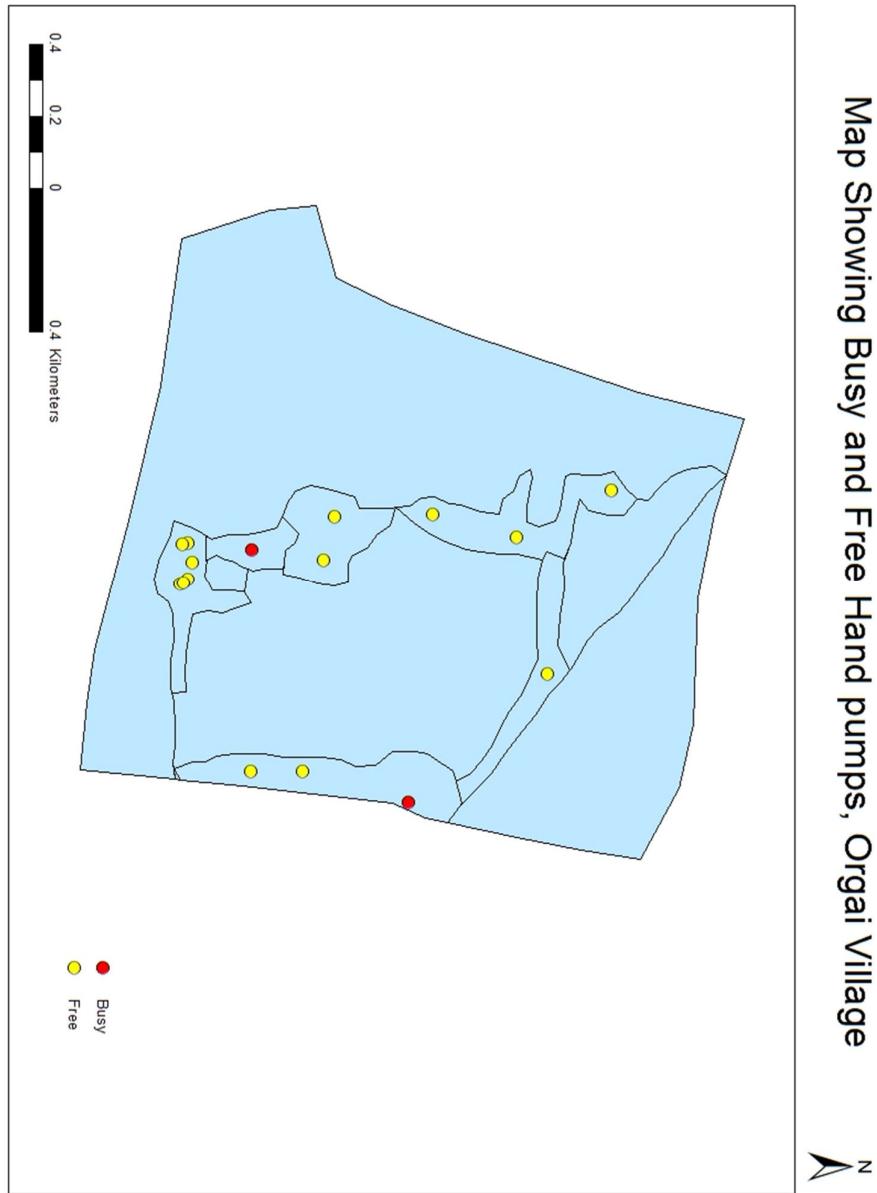 Map Showing Busy and Free Hand pumps, Orgai Village
N
Busy
Free
0.4 0.2 0 0.4 Kilometers